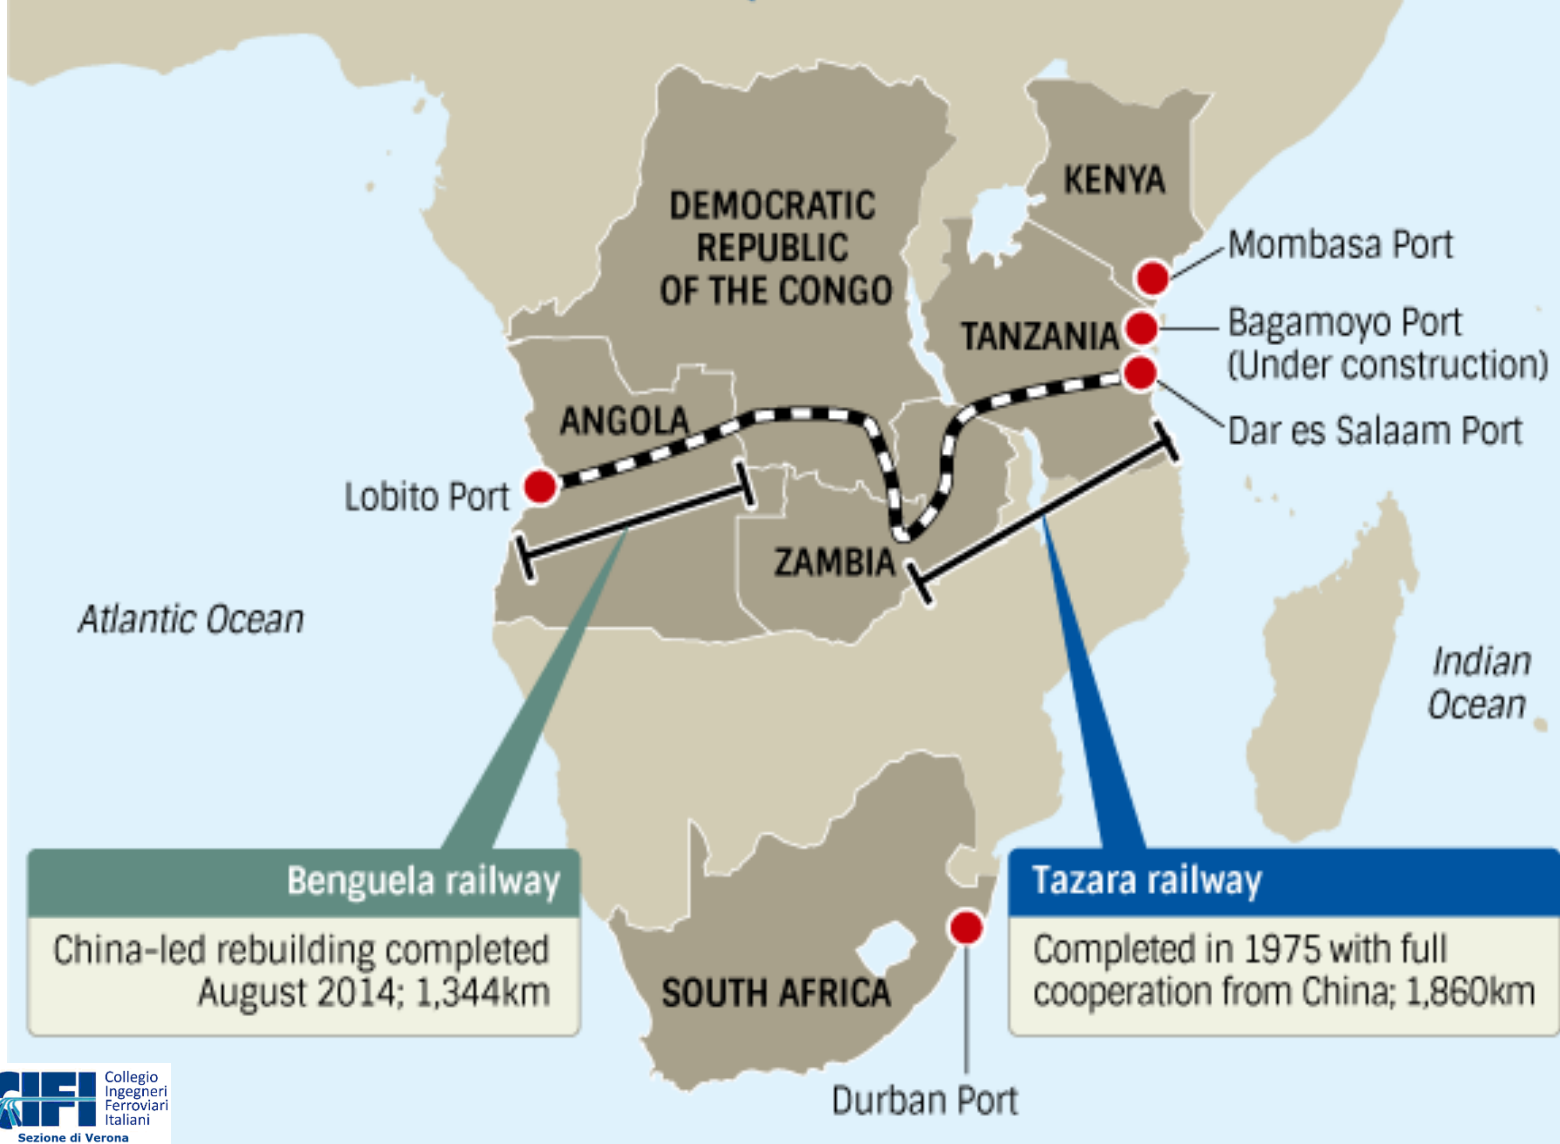 DEMOCRATIC
REPUBLIC
OF THE CONGO
KENYA
Mombasa Port
TANZANIA
Bagamoyo Port
(Under construction)
ANGOLA
Dar es Salaam Port
Lobito Port
ZAMBIA
Atlantic Ocean
Indian
Ocean
Benguela railway
China-led rebuilding completed
August 2014; 1,344km
Tazara railway
Completed in 1975 with full
cooperation from China; 1,860km
SOUTH AFRICA
Durban Port
CIFI
Collegio
Ingegneri
Ferroviari
Italiani
Sezione di Verona